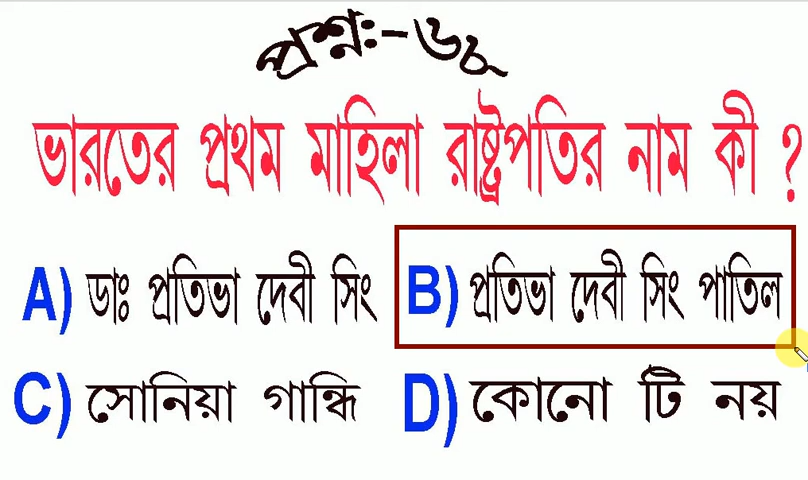 প্রশ্নঃ-৬৮
ভারতের প্রথম মাহিলা রাষ্ট্রপতির নাম কী ?
A) ডাঃ প্রতিভা দেবী সিং B) প্রতিভা দেবী সিং পাতিল
C) সোনিয়া গান্ধি D) কোনো টি নয়